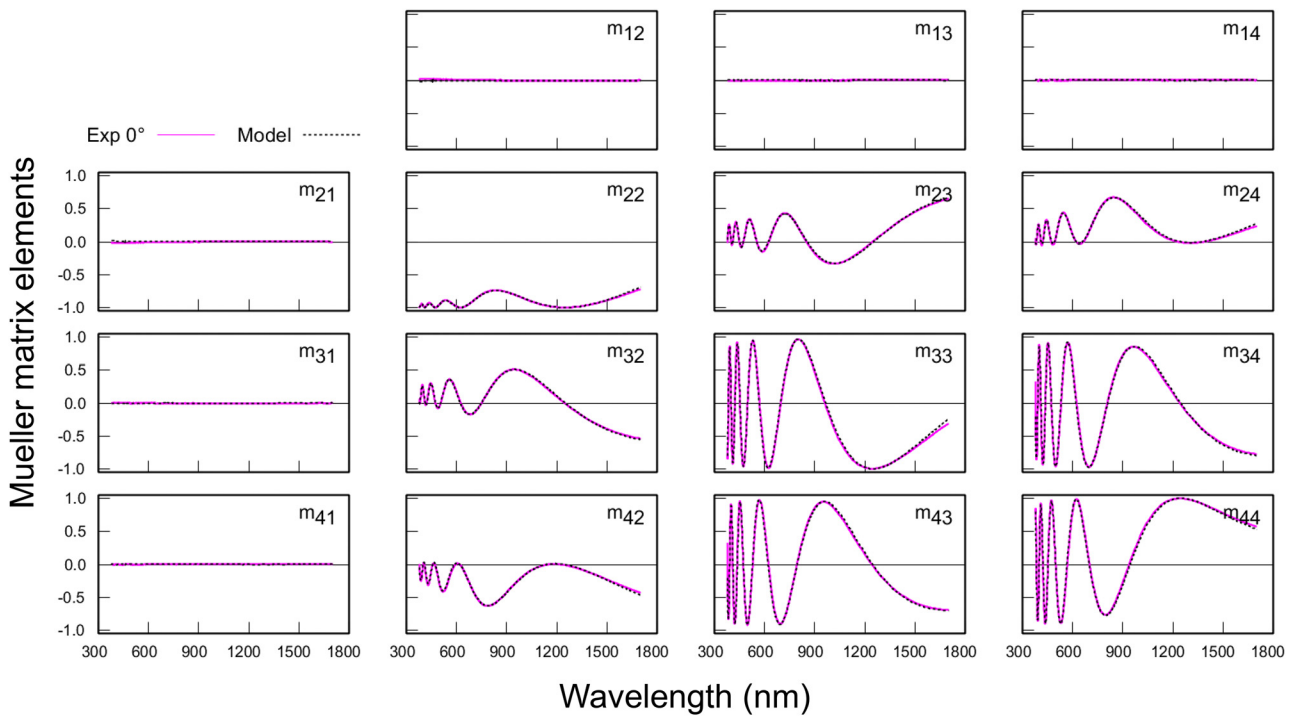 m12 m13 m14
Exp 0° Model
Mueller matrix elements
1.0 m21 m22 m23 m24
0.5
0.0
-0.5
-1.0
1.0 m31 m32 m33 m34
0.5
0.0
-0.5
-1.0
1.0 m41 m42 m43 m44
0.5
0.0
-0.5
-1.0
300 600 900 1200 1500 1800 300 600 900 1200 1500 1800 300 600 900 1200 1500 1800 300 600 900 1200 1500 1800
Wavelength (nm)